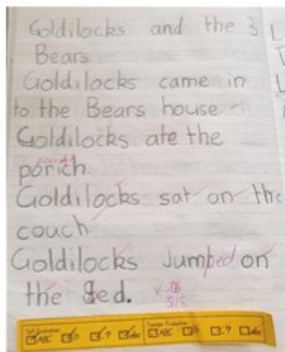 Goldilocks and the 3
Bears.
Goldilocks came in
to the Bears house
Goldilocks ate the
porich.
Goldilocks sat on the
couch.
Goldilocks Jumped on
the Bed.